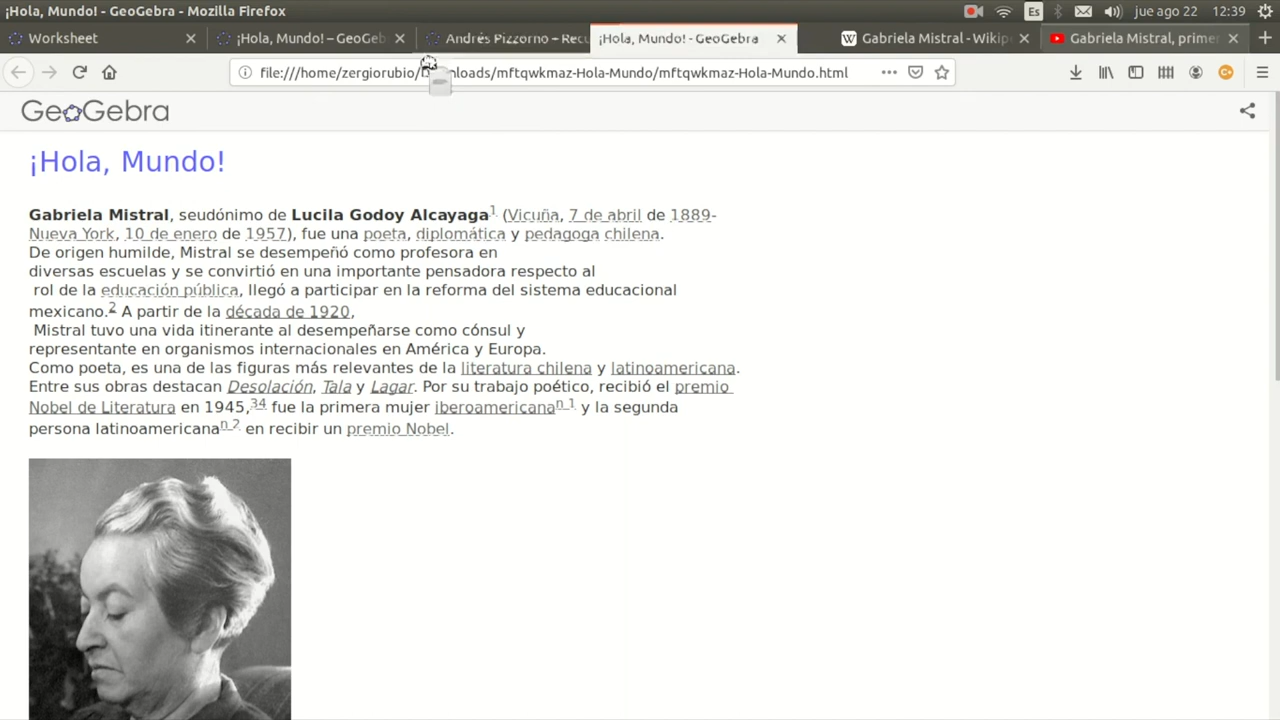 ¡Hola, Mundo! - GeoGebra - Mozilla Firefox
Es
jue ago 22
12:39
Worksheet
¡Hola, Mundo! – GeoGeb
Andrés Pizzorno – Recu
¡Hola, Mundo! - GeoGebra
Gabriela Mistral - Wikip
Gabriela Mistral, primer
file:///home/zergiorubio/ /mftqwkmaz-Hola-Mundo/mftqwkmaz-Hola-Mundo.html
GeoGebra
¡Hola, Mundo!
Gabriela Mistral, seudónimo de Lucila Godoy Alcayaga1 (Vicuña, 7 de abril de 1889-
Nueva York, 10 de enero de 1957), fue una poeta, diplomática y pedagoga chilena.
De origen humilde, Mistral se desempeñó como profesora en
diversas escuelas y se convirtió en una importante pensadora respecto al
rol de la educación pública, llegó a participar en la reforma del sistema educacional
mexicano.2 A partir de la década de 1920,
Mistral tuvo una vida itinerante al desempeñarse como cónsul y
representante en organismos internacionales en América y Europa.
Como poeta, es una de las figuras más relevantes de la literatura chilena y latinoamericana.
Entre sus obras destacan Desolación, Tala y Lagar. Por su trabajo poético, recibió el premio
Nobel de Literatura en 1945,34 fue la primera mujer iberoamericanan 1 y la segunda
persona latinoamericanan 2 en recibir un premio Nobel.